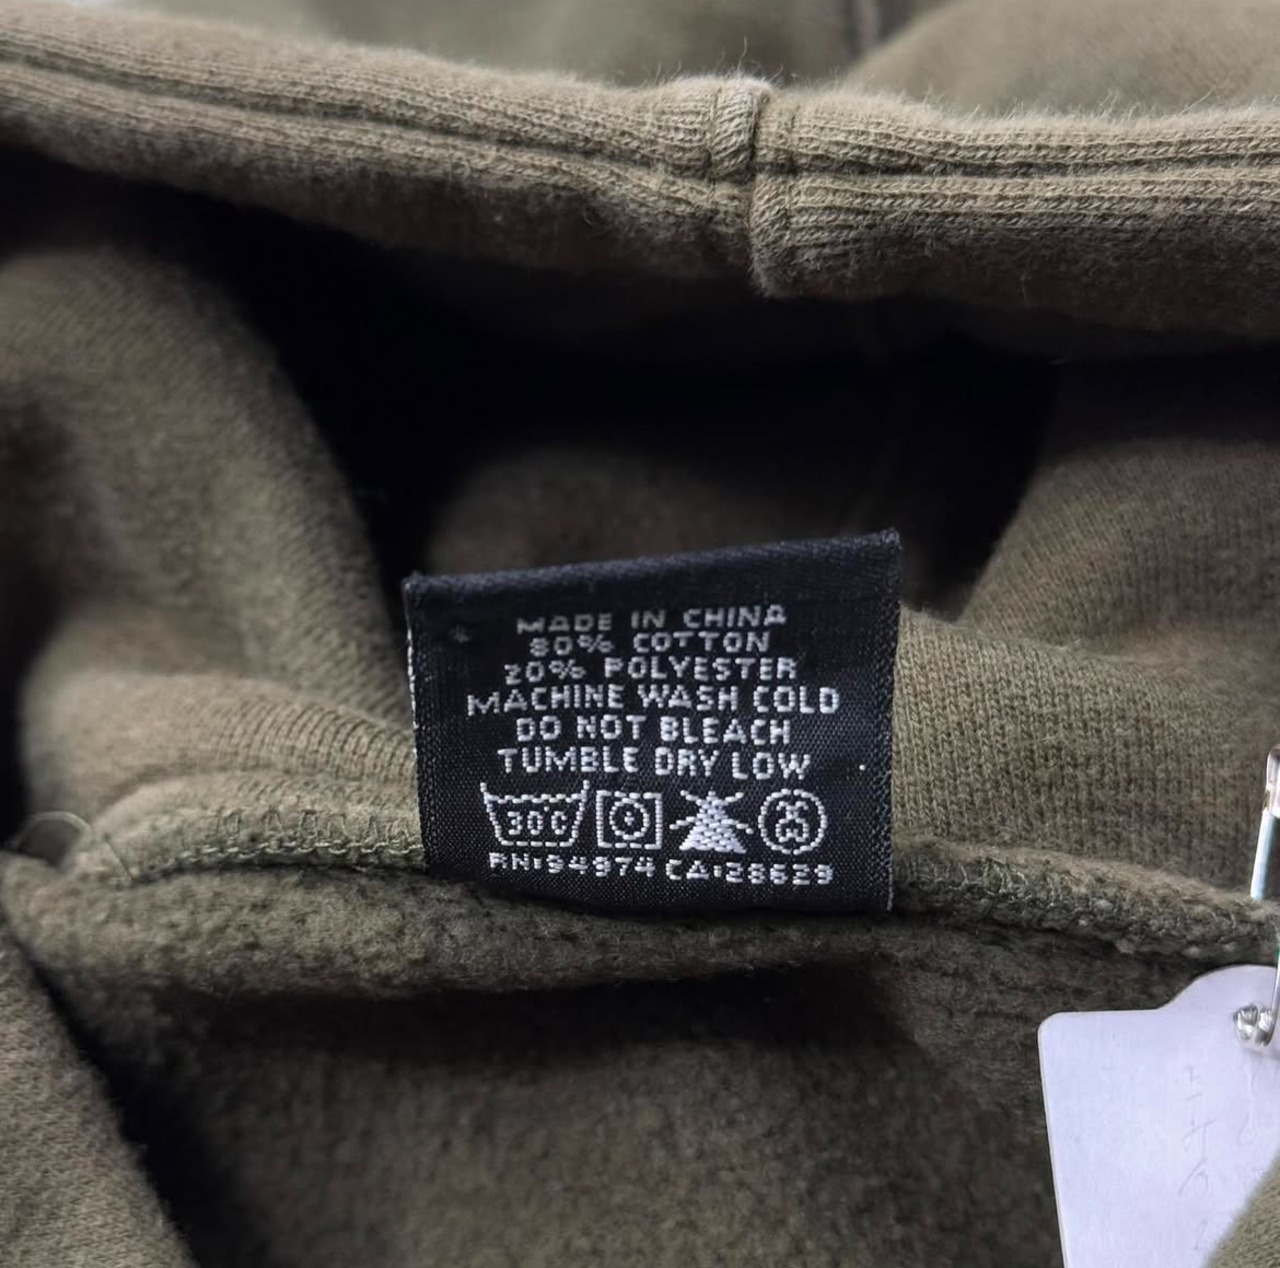 MADE IN CHINA
80% COTTON
20% POLYESTER
MACHINE WASH COLD
DO NOT BLEACH
TUMBLE DRY LOW
30C
RN:94974 CA:28629